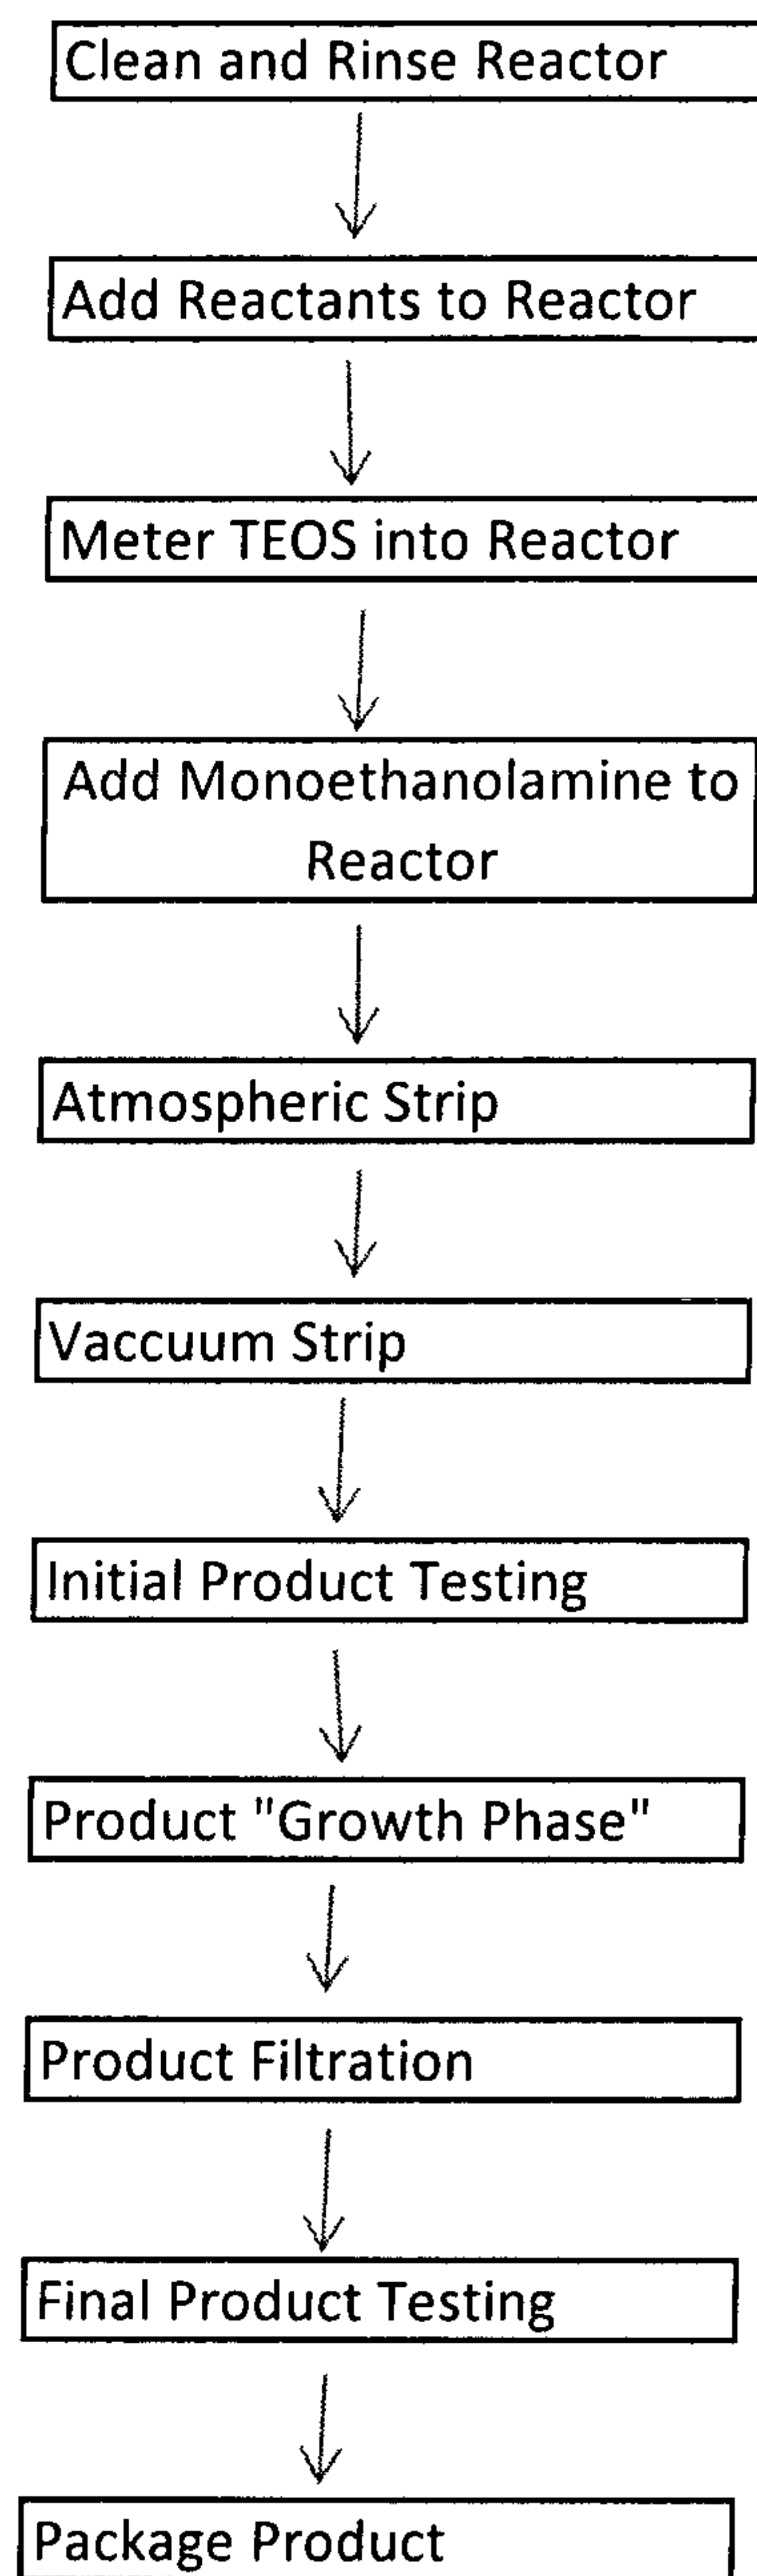 Clean and Rinse Reactor
Add Reactants to Reactor
Meter TEOS into Reactor
Add Monoethanolamine to
Reactor
Atmospheric Strip
Vaccuum Strip
Initial Product Testing
Product "Growth Phase"
Product Filtration
Final Product Testing
Package Product